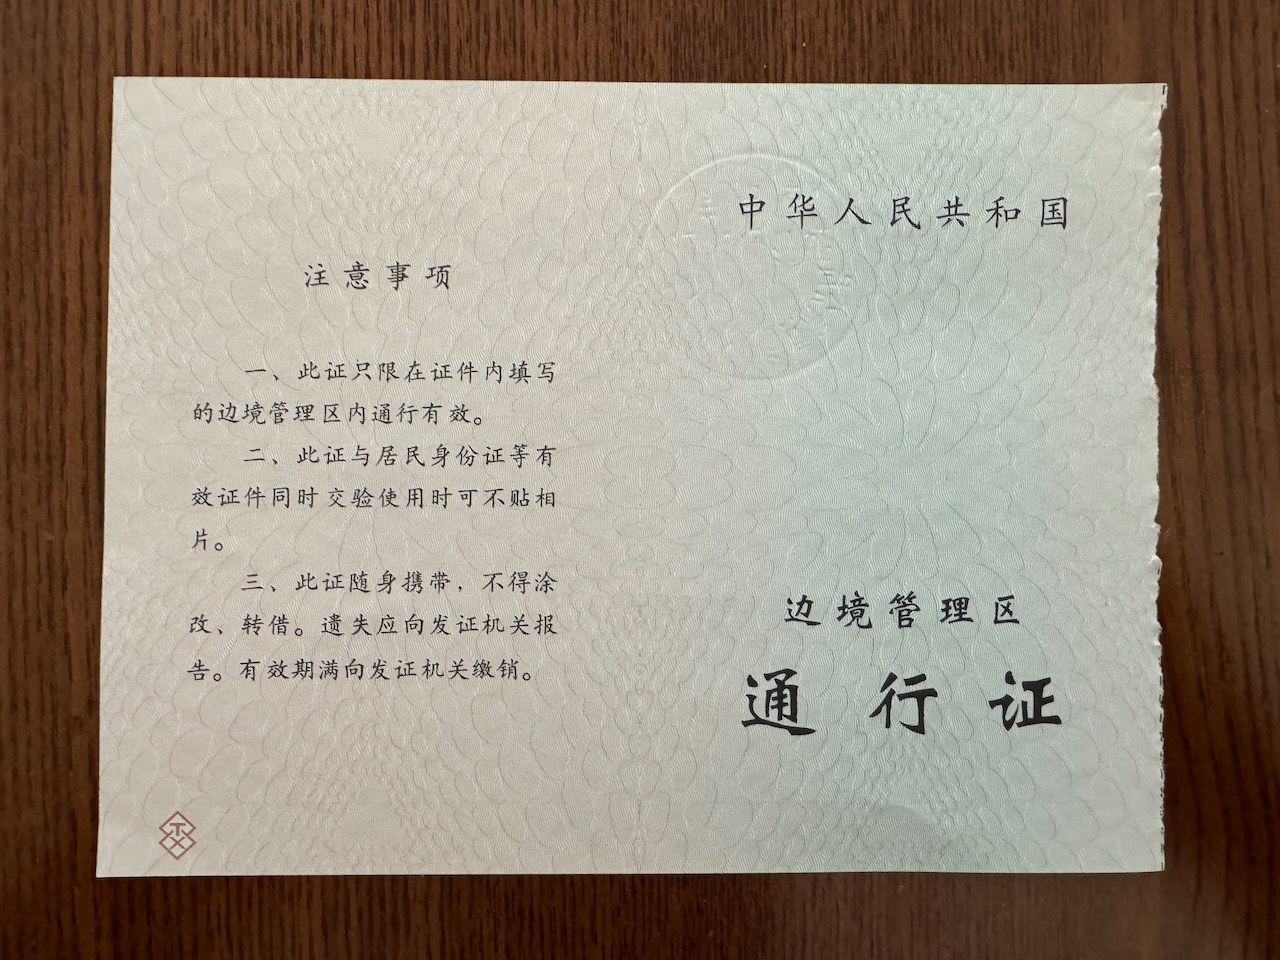 注意事项
一、此证只限在证件内填写
的边境管理区内通行有效。
二、此证与居民身份证等有
效证件同时交验使用时可不贴相
片。
三、此证随身携带，不得涂
改、转借。遗失应向发证机关报
告。有效期满向发证机关缴销。
中华人民共和国
边境管理区
通行证